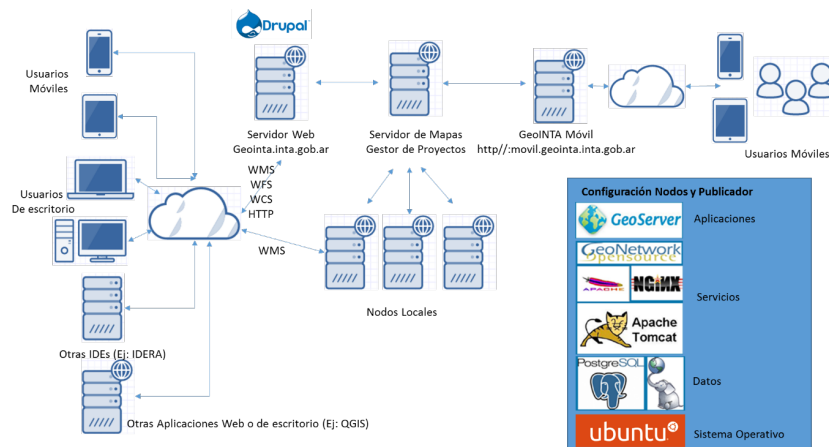 Drupal
Usuarios
Móviles
Servidor Web
Geointa.inta.gob.ar
Servidor de Mapas
Gestor de Proyectos
GeoINTA Móvil
http//:movil.geointa.inta.gob.ar
Usuarios Móviles
WMS
WFS
WCS
HTTP
Usuarios
De escritorio
WMS
Nodos Locales
Otras IDEs (Ej: IDERA)
Otras Aplicaciones Web o de escritorio (Ej: QGIS)
Configuración Nodos y Publicador
GeoServer
Aplicaciones
GeoNetwork
Opensource
APACHE
NGINX
Servicios
Apache
Tomcat
PostgreSQL
Datos
ubuntu
Sistema Operativo